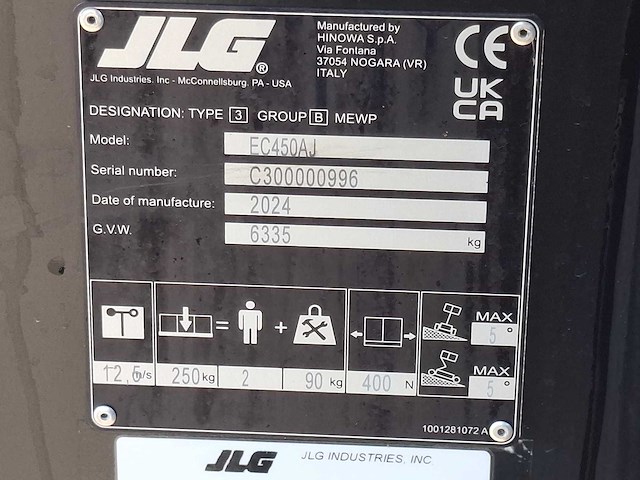 JLG®
JLG Industries. Inc - McConnellsburg. PA - USA
Manufactured by
HINOWA S.p.A.
Via Fontana
37054 NOGARA (VR)
ITALY
CE
UK
CA
DESIGNATION: TYPE 3 GROUP B MEWP
Model: EC450AJ
Serial number: C300000996
Date of manufacture: 2024
G.V.W. 6335 kg
= +
MAX
5°
MAX
5°
12,5 m/s 250 kg 2 90 kg 400 N
1001281072 A
JLG JLG INDUSTRIES, INC